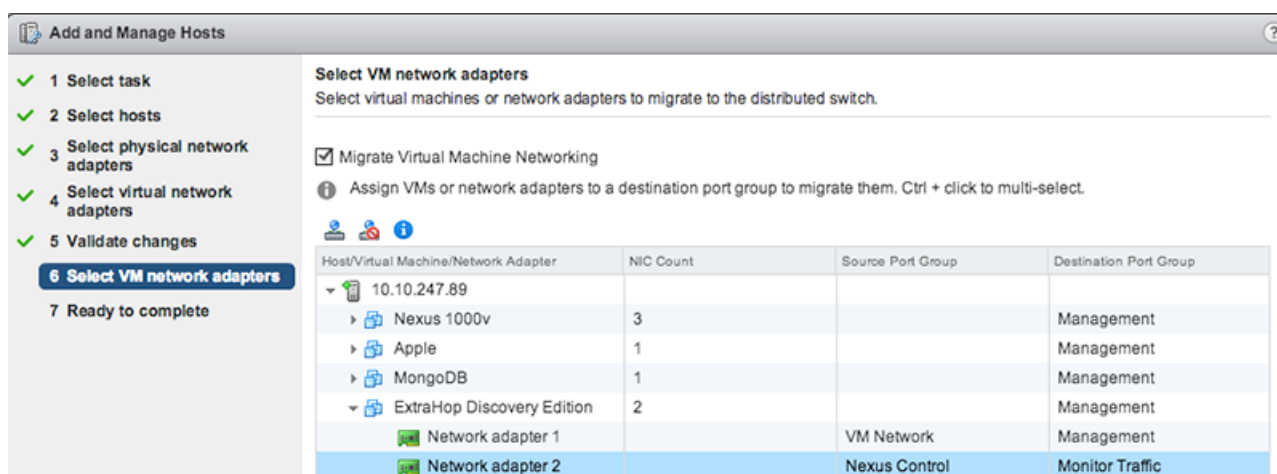 Add and Manage Hosts
?
1 Select task
2 Select hosts
3 Select physical network adapters
4 Select virtual network adapters
5 Validate changes
6 Select VM network adapters
7 Ready to complete
Select VM network adapters
Select virtual machines or network adapters to migrate to the distributed switch.
Migrate Virtual Machine Networking
Assign VMs or network adapters to a destination port group to migrate them. Ctrl + click to multi-select.
Host/Virtual Machine/Network Adapter NIC Count Source Port Group Destination Port Group
10.10.247.89
Nexus 1000v 3 Management
Apple 1 Management
MongoDB 1 Management
ExtraHop Discovery Edition 2 Management
Network adapter 1 VM Network Management
Network adapter 2 Nexus Control Monitor Traffic